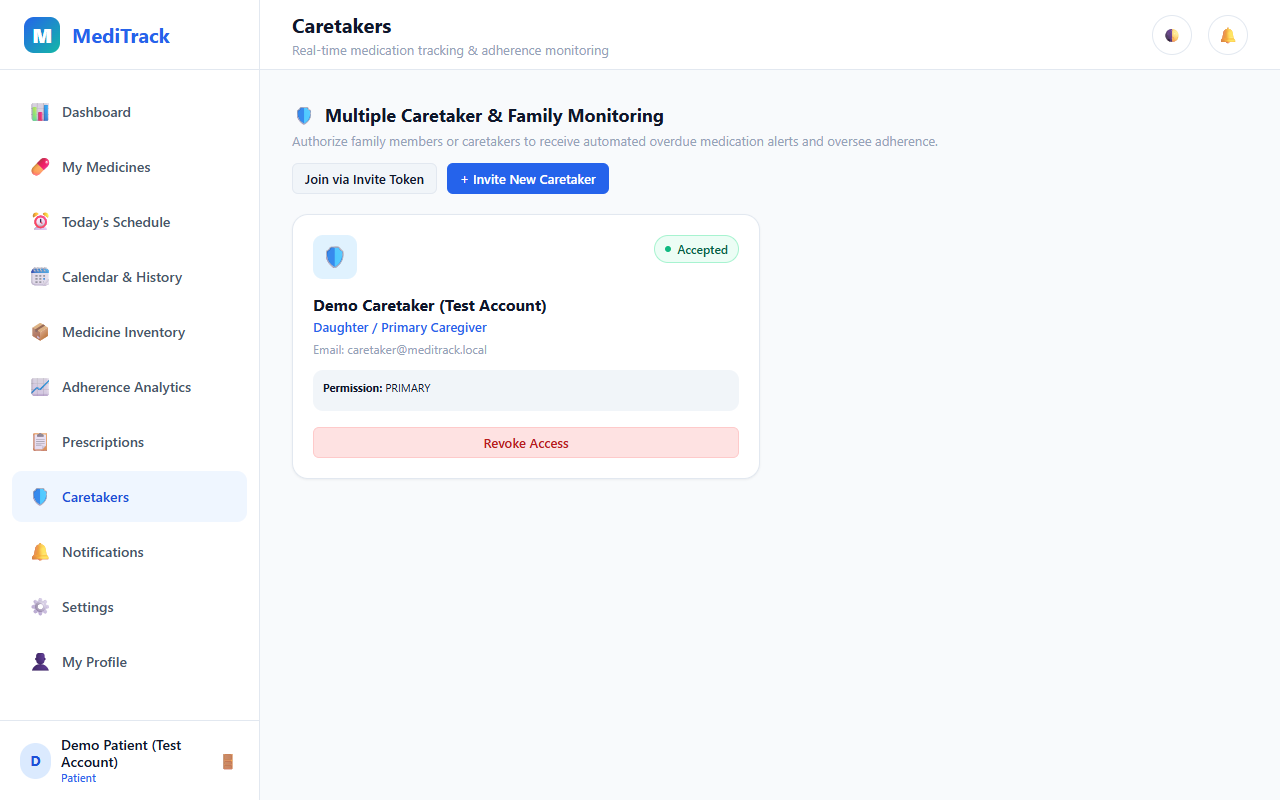 M MediTrack
Dashboard
My Medicines
Today's Schedule
Calendar & History
Medicine Inventory
Adherence Analytics
Prescriptions
Caretakers
Notifications
Settings
My Profile
D
Demo Patient (Test
Account)
Patient
Caretakers
Real-time medication tracking & adherence monitoring
Multiple Caretaker & Family Monitoring
Authorize family members or caretakers to receive automated overdue medication alerts and oversee adherence.
Join via Invite Token
+ Invite New Caretaker
Accepted
Demo Caretaker (Test Account)
Daughter / Primary Caregiver
Email: caretaker@meditrack.local
Permission: PRIMARY
Revoke Access